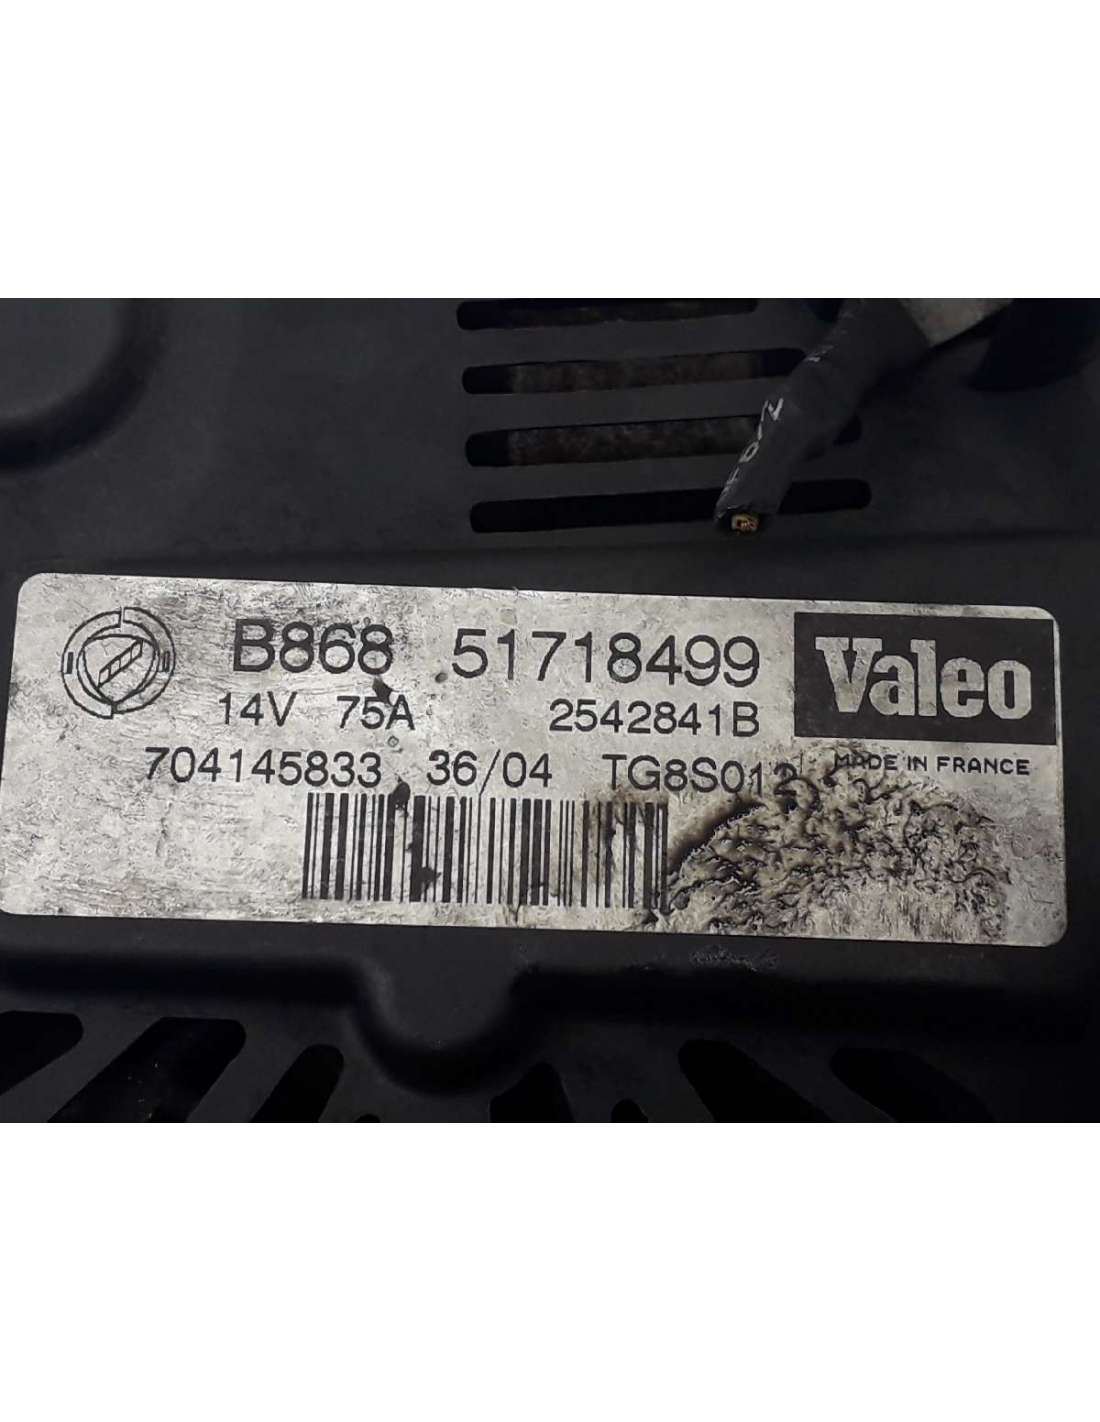 B868 51718499 Valeo
14V 75A 2542841B
704145833 36/04 TG8S012 MADE IN FRANCE